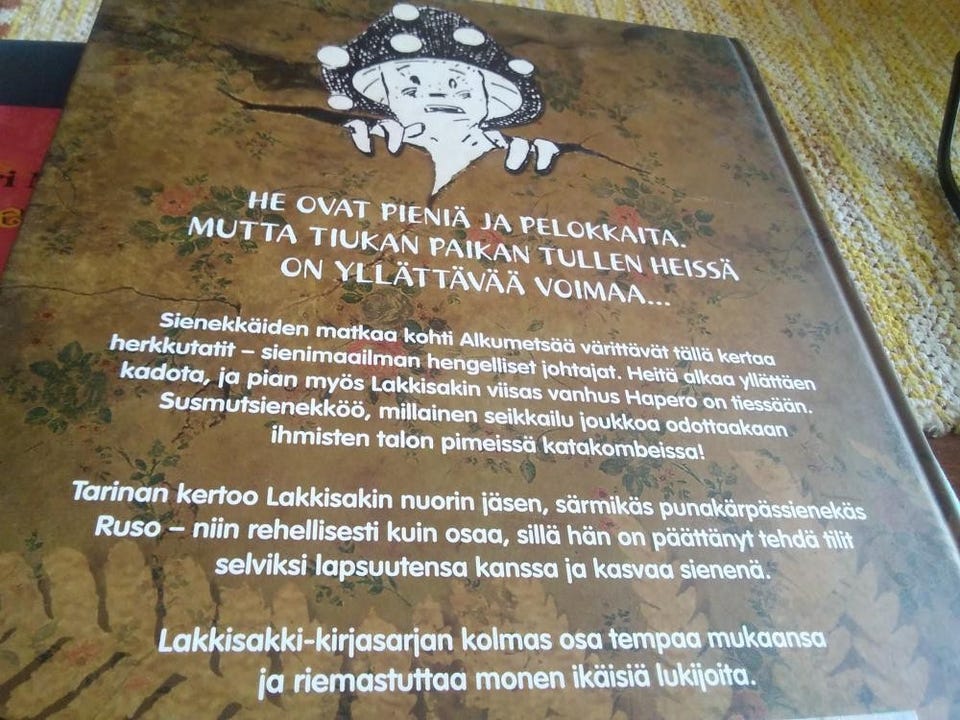 HE OVAT PIENIÄ JA PELOKKAITA.
MUTTA TIUKAN PAIKAN TULLEN HEISSÄ
ON YLLÄTTÄVÄÄ VOIMAA...
Sienekkäiden matkaa kohti Alkumetsää värittävät tällä kertaa
herkkutatit – sienimaailman hengelliset johtajat. Heitä alkaa yllättäen
kadota, ja pian myös Lakkisakin viisas vanhus Hapero on tiessään.
Susmutsienekköö, millainen seikkailu joukkoa odottaakaan
ihmisten talon pimeissä katakombeissa!
Tarinan kertoo Lakkisakin nuorin jäsen, särmikäs punakärpässienekäs
Ruso – niin rehellisesti kuin osaa, sillä hän on päättänyt tehdä tilit
selviksi lapsuutensa kanssa ja kasvaa sienenä.
Lakkisakki-kirjasarjan kolmas osa tempaa mukaansa
ja riemastuttaa monen ikäisiä lukijoita.